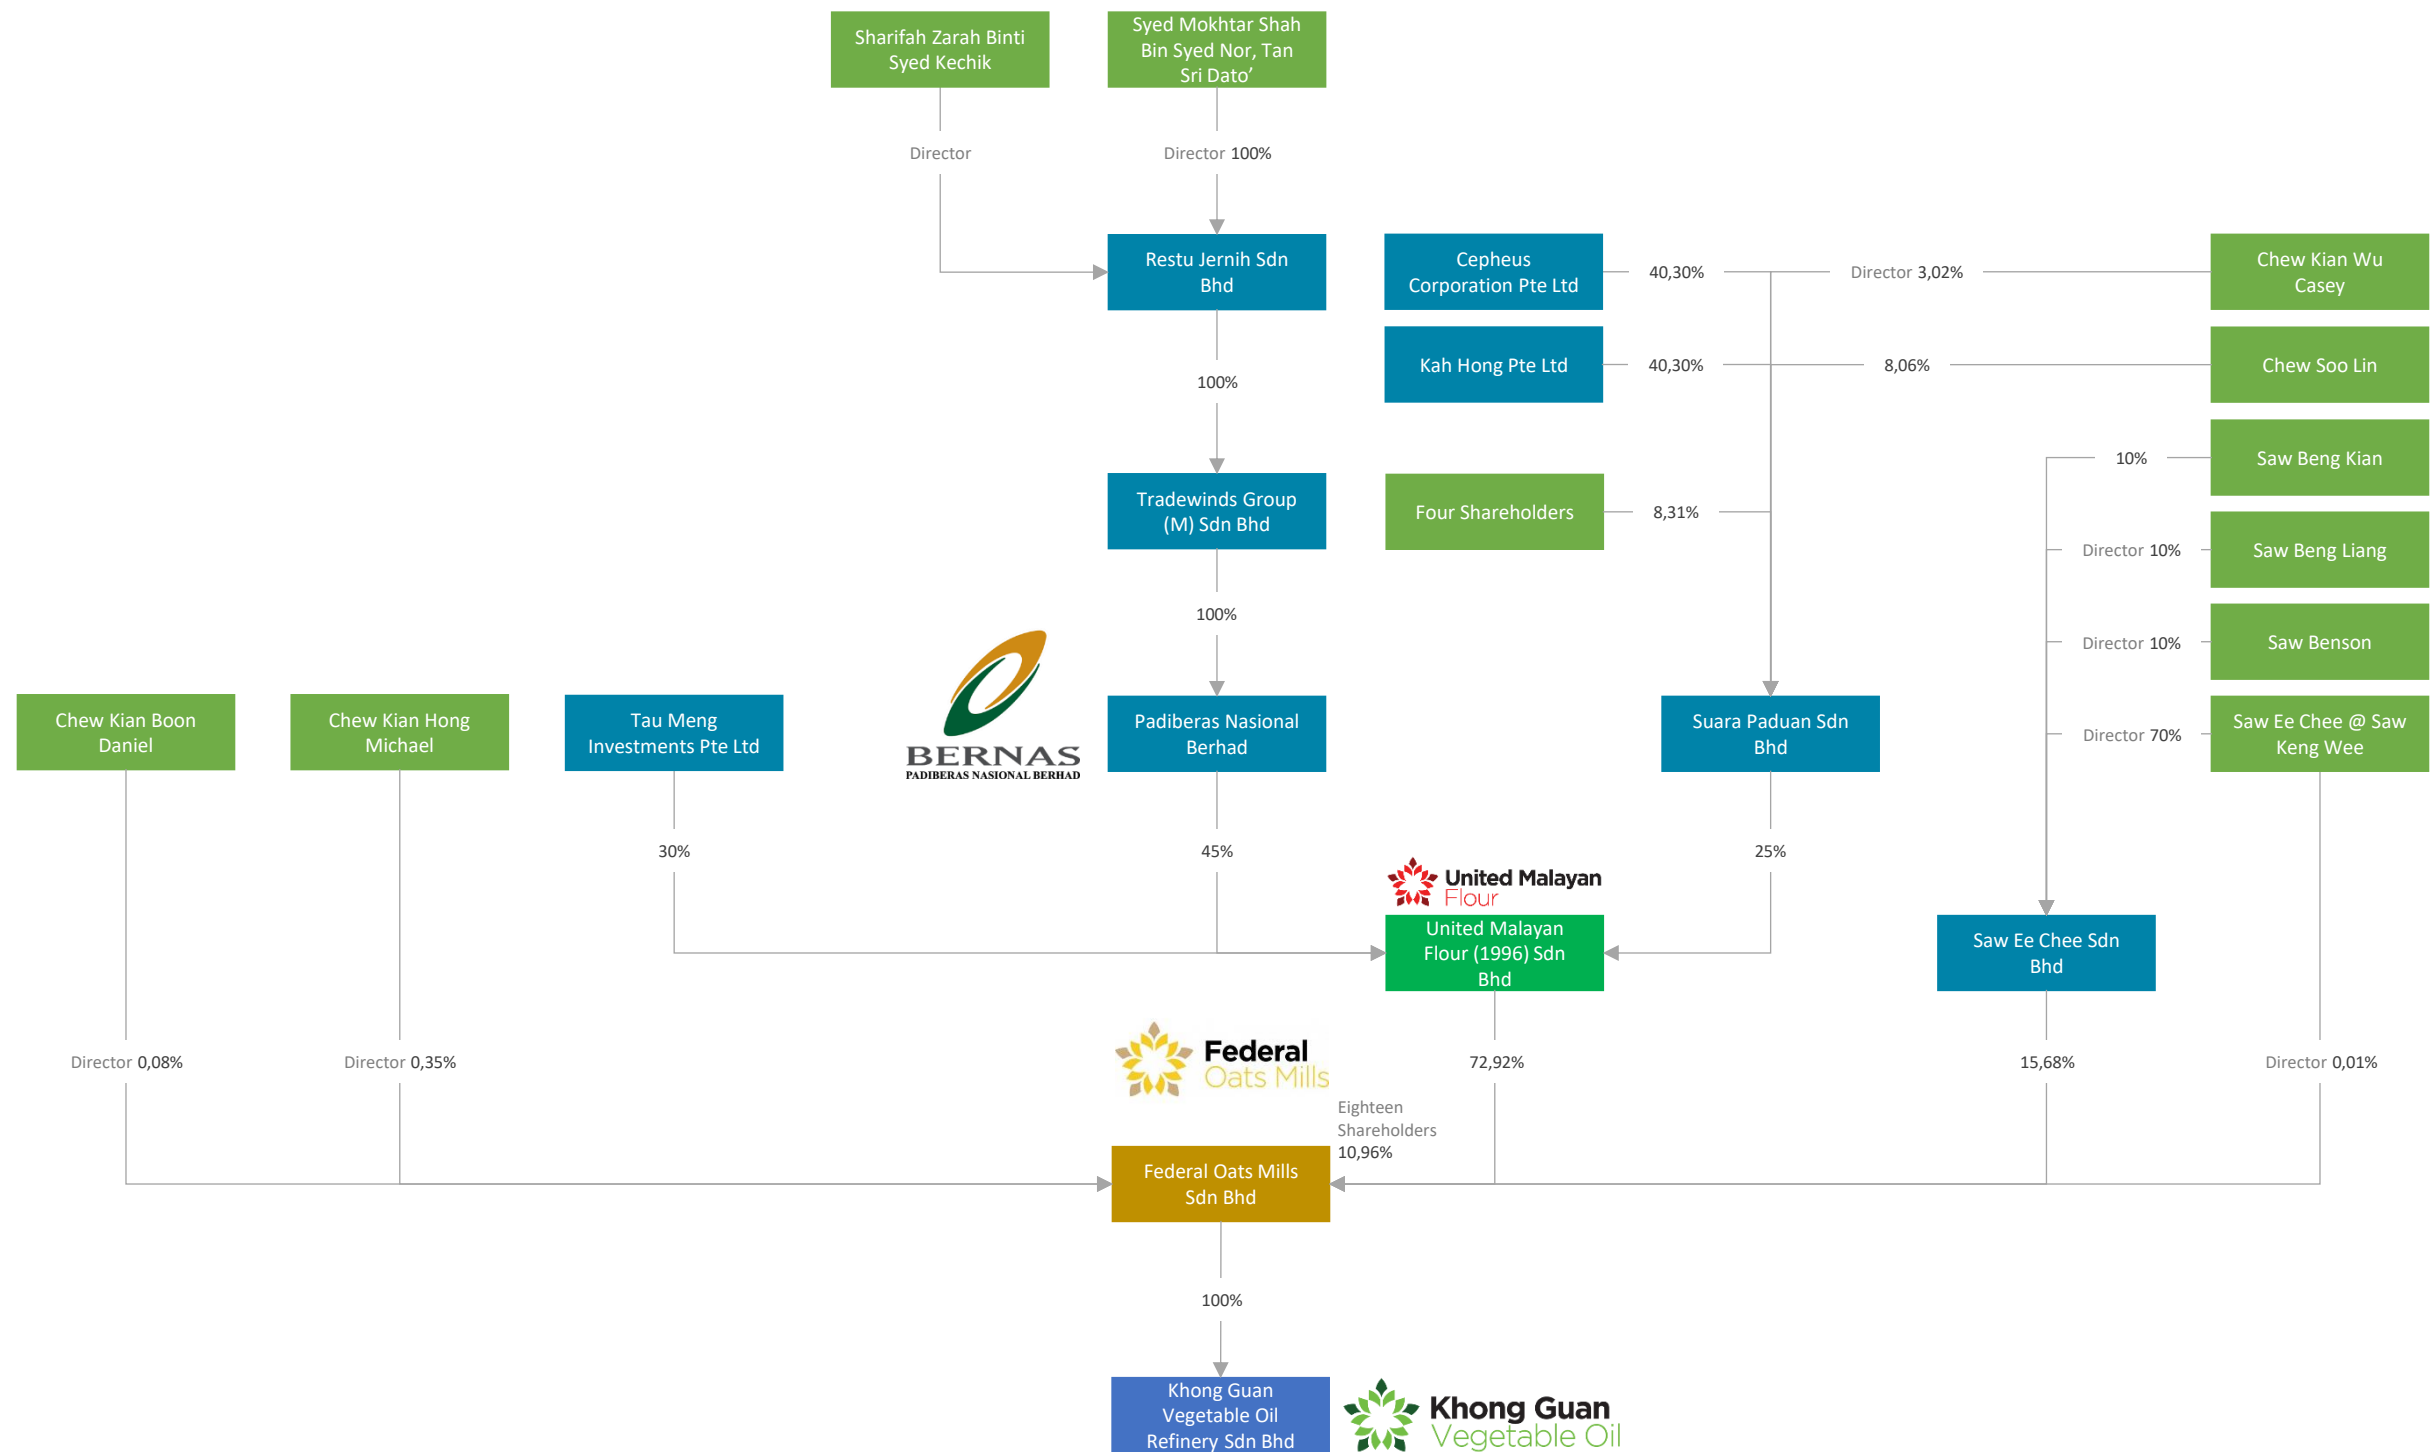 Sharifah Zarah Binti
Syed Kechik
Syed Mokhtar Shah
Bin Syed Nor, Tan
Sri Dato’
Director
Director 100%
Restu Jernih Sdn
Bhd
Cepheus
Corporation Pte Ltd
40,30%
Director 3,02%
Chew Kian Wu
Casey
Kah Hong Pte Ltd
40,30%
8,06%
Chew Soo Lin
100%
10%
Saw Beng Kian
Tradewinds Group
(M) Sdn Bhd
Four Shareholders
8,31%
Director 10%
Saw Beng Liang
100%
Director 10%
Saw Benson
Chew Kian Boon
Daniel
Chew Kian Hong
Michael
Tau Meng
Investments Pte Ltd
BERNAS
PADIBERAS NASIONAL BERHAD
Padiberas Nasional
Berhad
Suara Paduan Sdn
Bhd
Director 70%
Saw Ee Chee @ Saw
Keng Wee
30%
45%
25%
United Malayan
Flour
United Malayan
Flour (1996) Sdn
Bhd
Saw Ee Chee Sdn
Bhd
Director 0,08%
Director 0,35%
Federal
Oats Mills
72,92%
15,68%
Director 0,01%
Eighteen
Shareholders
10,96%
Federal Oats Mills
Sdn Bhd
100%
Khong Guan
Vegetable Oil
Refinery Sdn Bhd
Khong Guan
Vegetable Oil